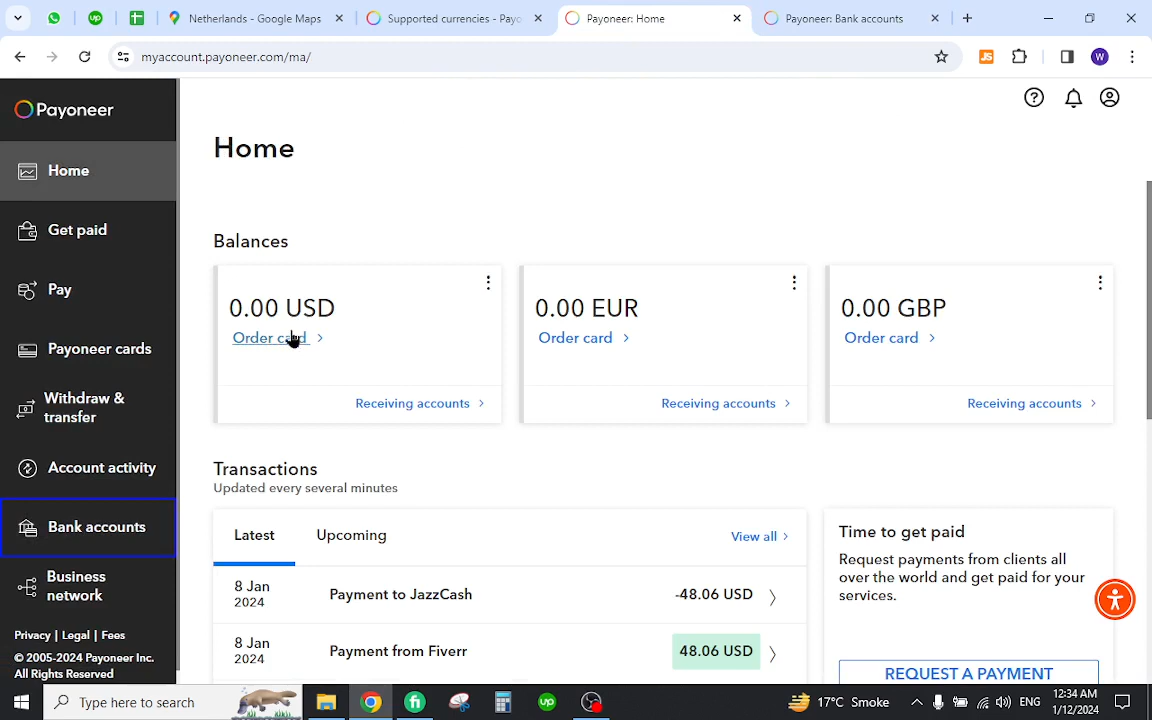 Netherlands - Google Maps
Supported currencies - Payo
Payoneer: Home
Payoneer: Bank accounts
myaccount.payoneer.com/ma/
JS
W
Payoneer
Home
Get paid
Pay
Payoneer cards
Withdraw &
transfer
Account activity
Bank accounts
Business
network
Privacy | Legal | Fees
© 2005-2024 Payoneer Inc.
All Rights Reserved
Home
Balances
0.00 USD
Order card >
Receiving accounts >
0.00 EUR
Order card >
Receiving accounts >
0.00 GBP
Order card >
Receiving accounts >
Transactions
Updated every several minutes
Latest
Upcoming
View all >
8 Jan
2024
Payment to JazzCash
-48.06 USD
8 Jan
2024
Payment from Fiverr
48.06 USD
Time to get paid
Request payments from clients all
over the world and get paid for your
services.
REQUEST A PAYMENT
Type here to search
fi
up
17°C Smoke
ENG
12:34 AM
1/12/2024